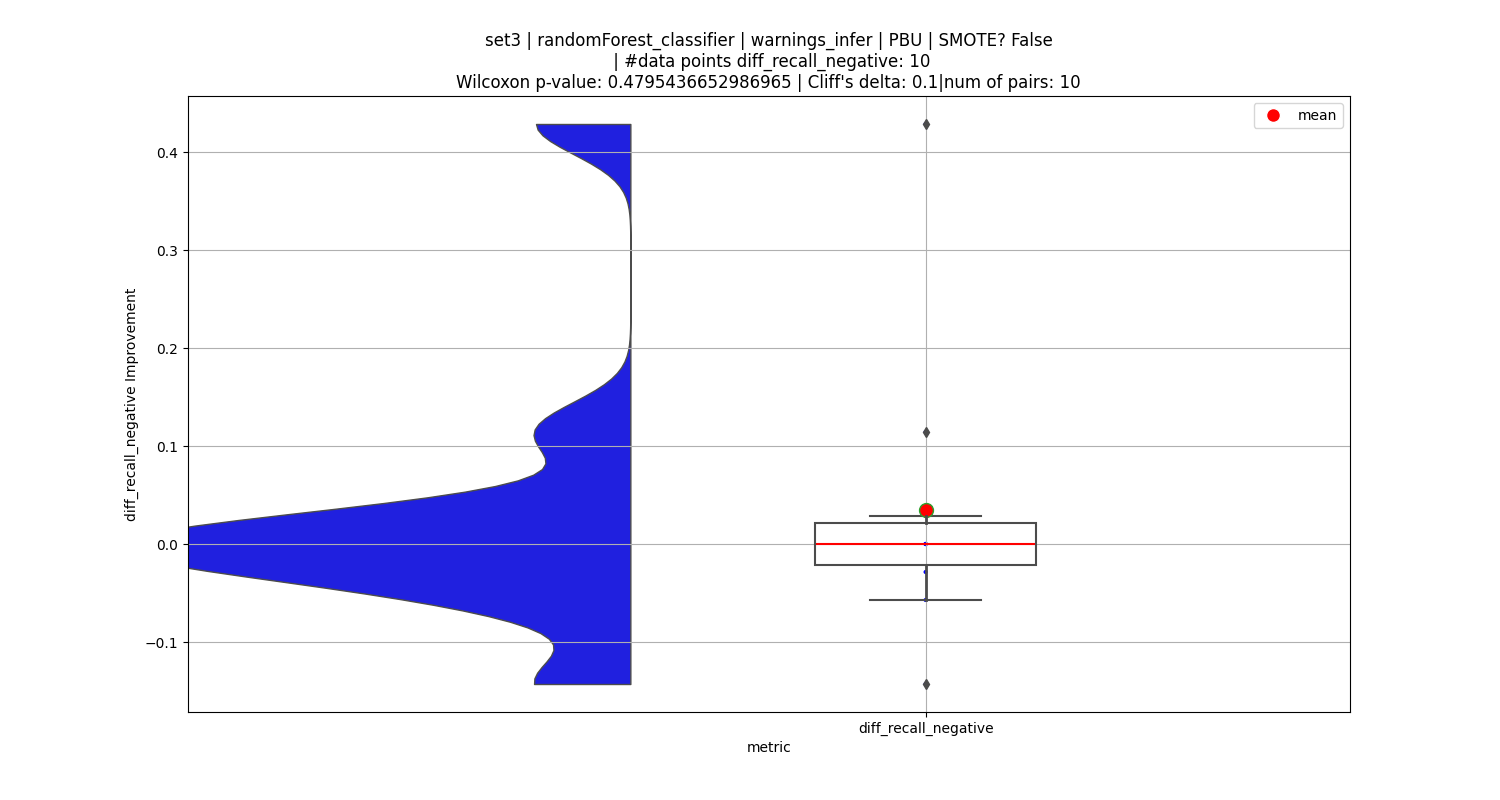 set3 | randomForest_classifier | warnings_infer | PBU | SMOTE? False
| #data points diff_recall_negative: 10
Wilcoxon p-value: 0.4795436652986965 | Cliff's delta: 0.1|num of pairs: 10
mean
0.4
0.3
0.2
0.1
0.0
−0.1
diff_recall_negative Improvement
diff_recall_negative
metric